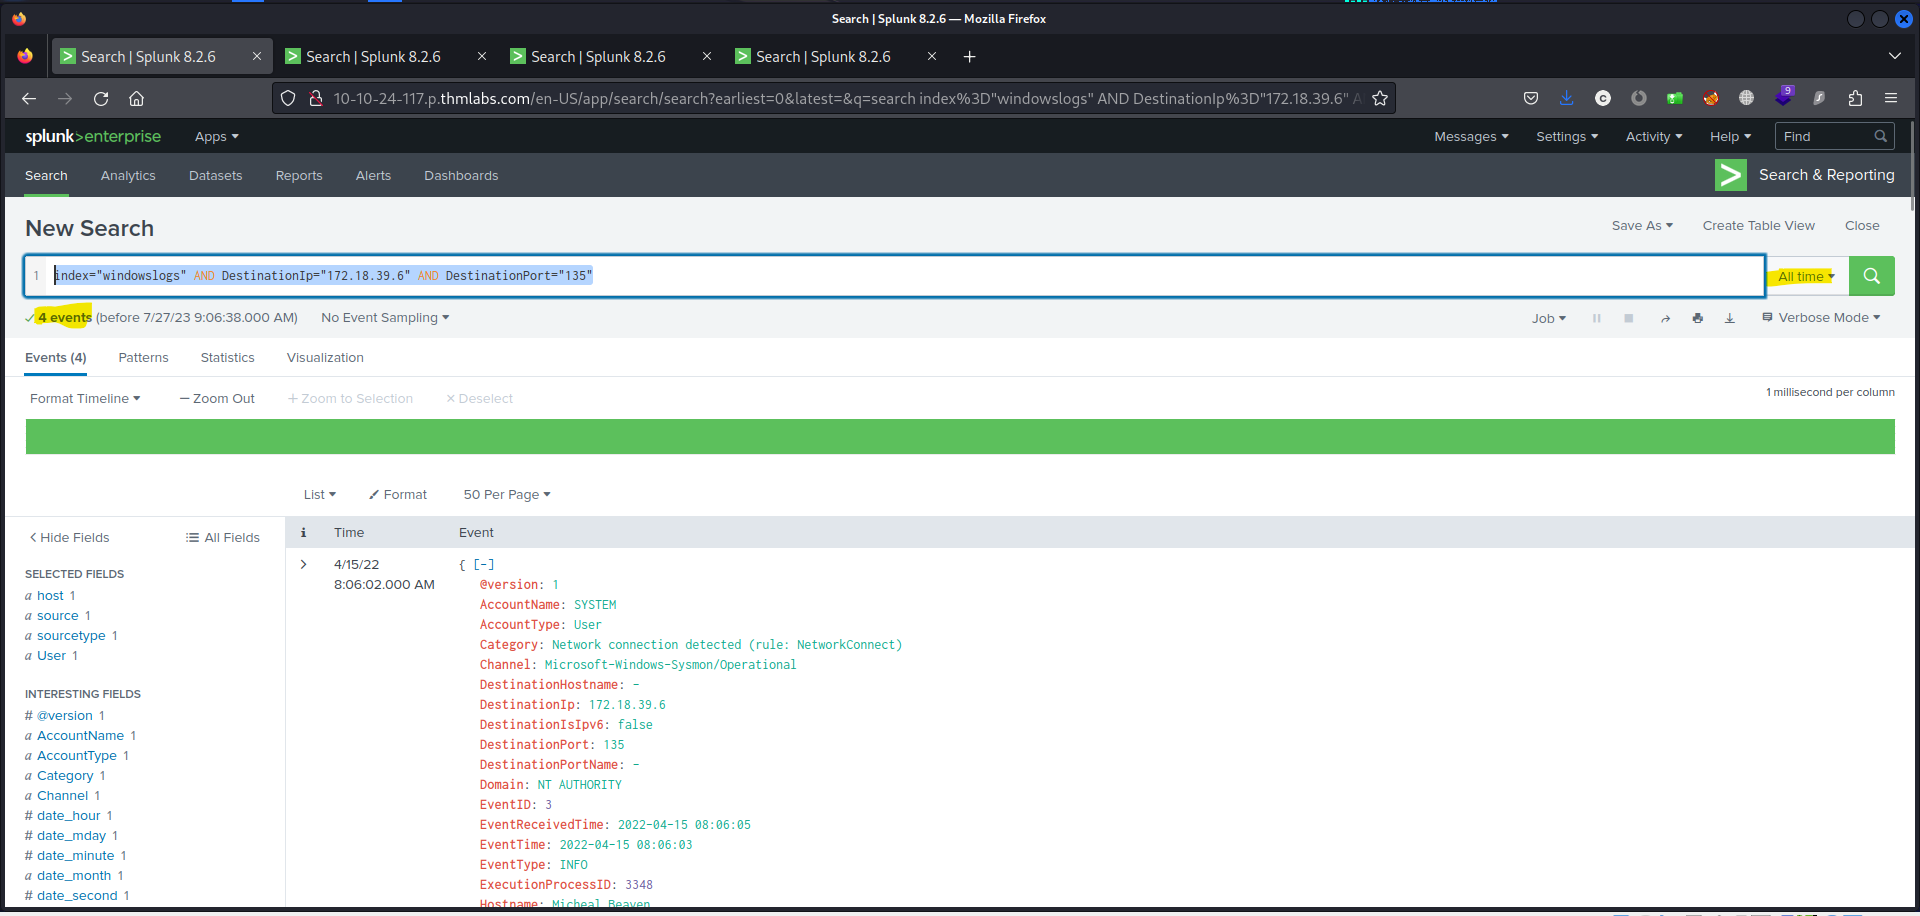 Search | Splunk 8.2.6 — Mozilla Firefox
Search | Splunk 8.2.6 Search | Splunk 8.2.6 Search | Splunk 8.2.6 Search | Splunk 8.2.6
10-10-24-117.p.thmlabs.com/en-US/app/search/search?earliest=0&latest=&q=search index%3D"windowslogs" AND DestinationIp%3D"172.18.39.6" A
9
splunk>enterprise Apps Messages Settings Activity Help Find
Search Analytics Datasets Reports Alerts Dashboards Search & Reporting
New Search Save As Create Table View Close
1 index="windowslogs" AND DestinationIp="172.18.39.6" AND DestinationPort="135" All time
4 events (before 7/27/23 9:06:38.000 AM) No Event Sampling Job Verbose Mode
Events (4) Patterns Statistics Visualization
Format Timeline — Zoom Out + Zoom to Selection × Deselect 1 millisecond per column
List Format 50 Per Page
Hide Fields All Fields
i Time Event
SELECTED FIELDS
a host 1
a source 1
a sourcetype 1
a User 1
INTERESTING FIELDS
# @version 1
a AccountName 1
a AccountType 1
a Category 1
a Channel 1
# date_hour 1
# date_mday 1
# date_minute 1
a date_month 1
# date_second 1
4/15/22
8:06:02.000 AM
{ [-]
@version: 1
AccountName: SYSTEM
AccountType: User
Category: Network connection detected (rule: NetworkConnect)
Channel: Microsoft-Windows-Sysmon/Operational
DestinationHostname: -
DestinationIp: 172.18.39.6
DestinationIsIpv6: false
DestinationPort: 135
DestinationPortName: -
Domain: NT AUTHORITY
EventID: 3
EventReceivedTime: 2022-04-15 08:06:05
EventTime: 2022-04-15 08:06:03
EventType: INFO
ExecutionProcessID: 3348
Hostname: Micheal Beaven